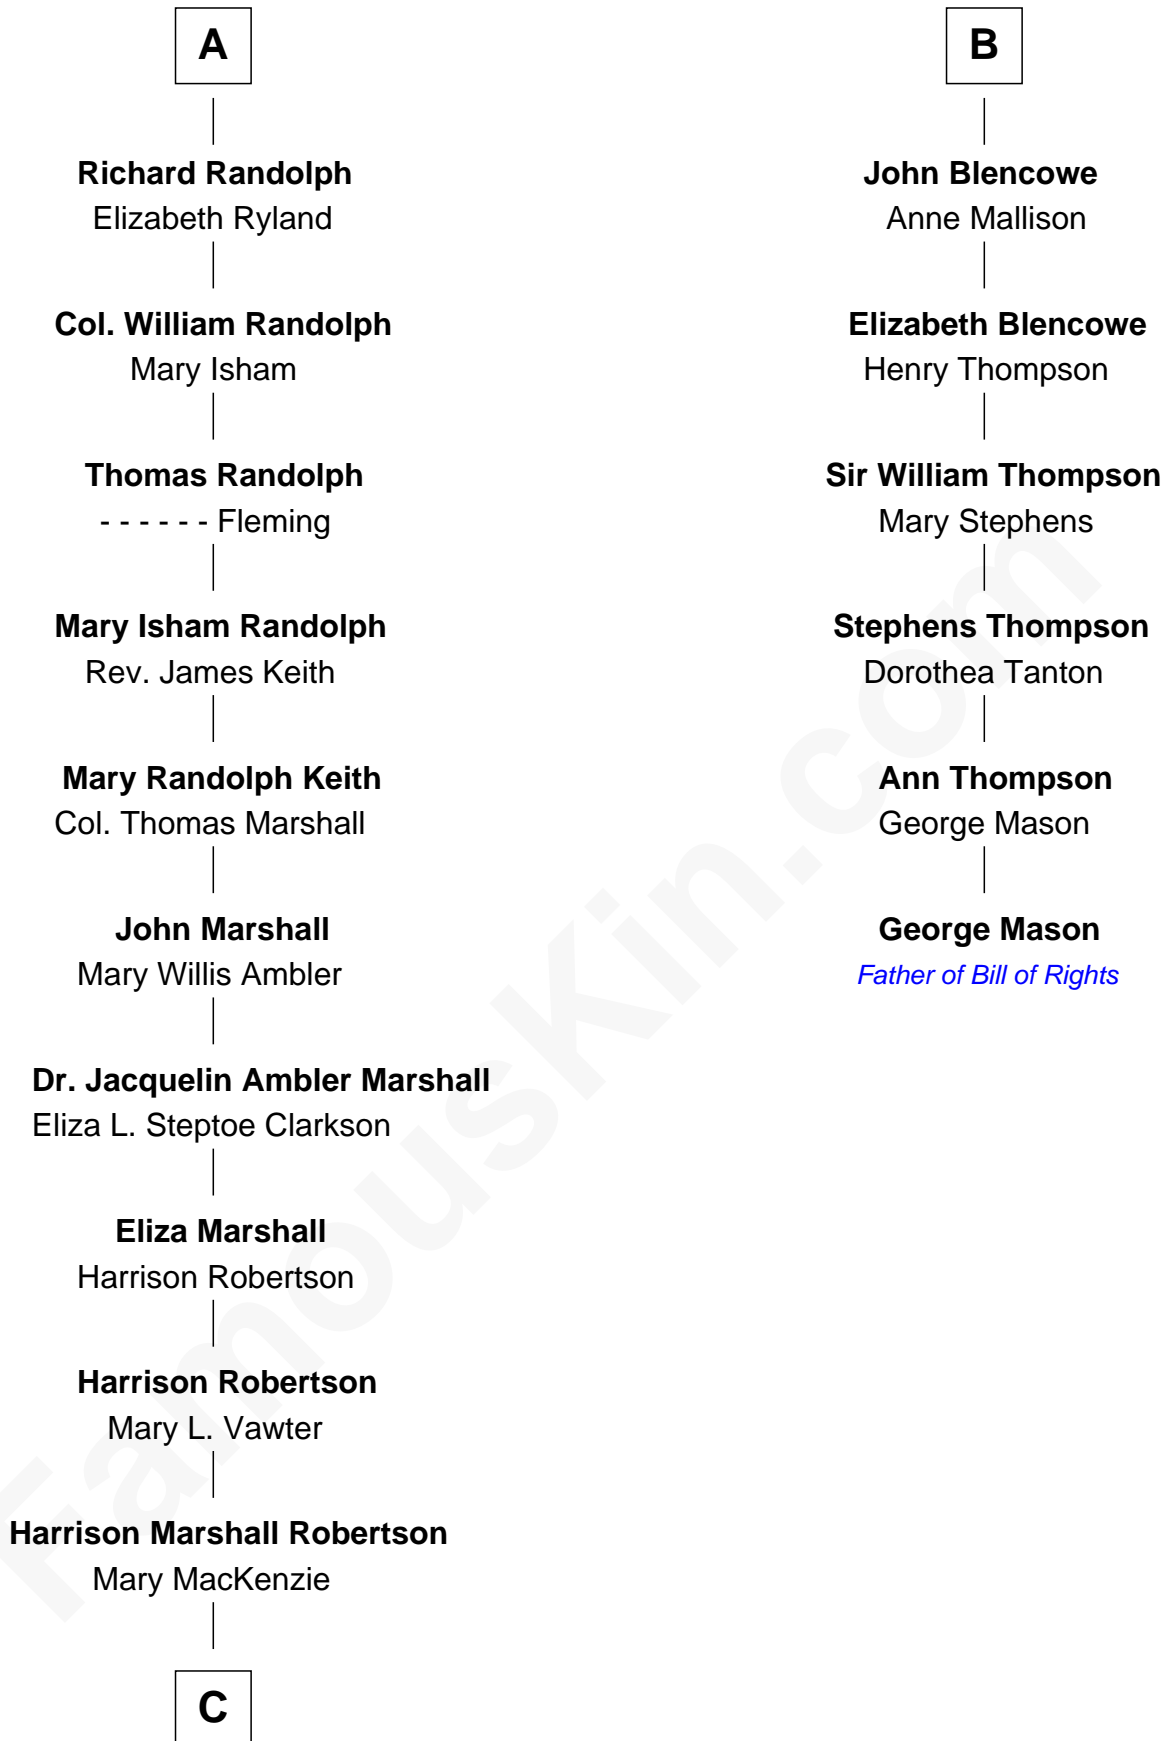 A
Richard Randolph
Elizabeth Ryland
Col. William Randolph
Mary Isham
Thomas Randolph
- - - - - - Fleming
Mary Isham Randolph
Rev. James Keith
Mary Randolph Keith
Col. Thomas Marshall
John Marshall
Mary Willis Ambler
Dr. Jacquelin Ambler Marshall
Eliza L. Steptoe Clarkson
Eliza Marshall
Harrison Robertson
Harrison Robertson
Mary L. Vawter
Harrison Marshall Robertson
Mary MacKenzie
C
B
John Blencowe
Anne Mallison
Elizabeth Blencowe
Henry Thompson
Sir William Thompson
Mary Stephens
Stephens Thompson
Dorothea Tanton
Ann Thompson
George Mason
George Mason
Father of Bill of Rights
FamousKin.com